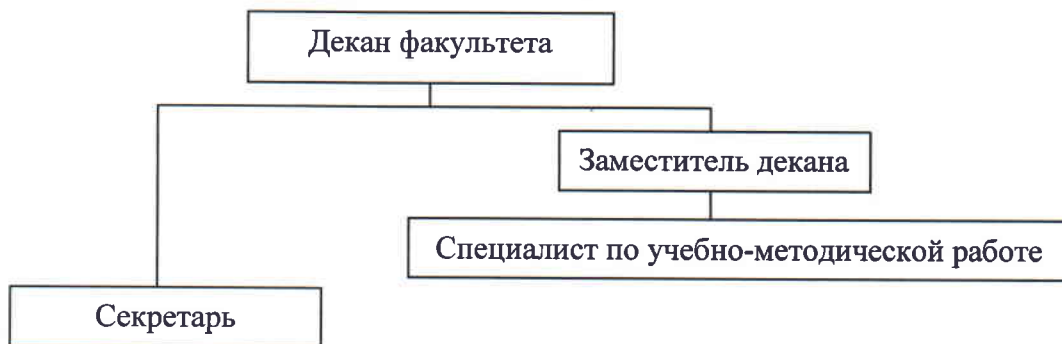 Декан факультета
Заместитель декана
Специалист по учебно-методической работе
Секретарь